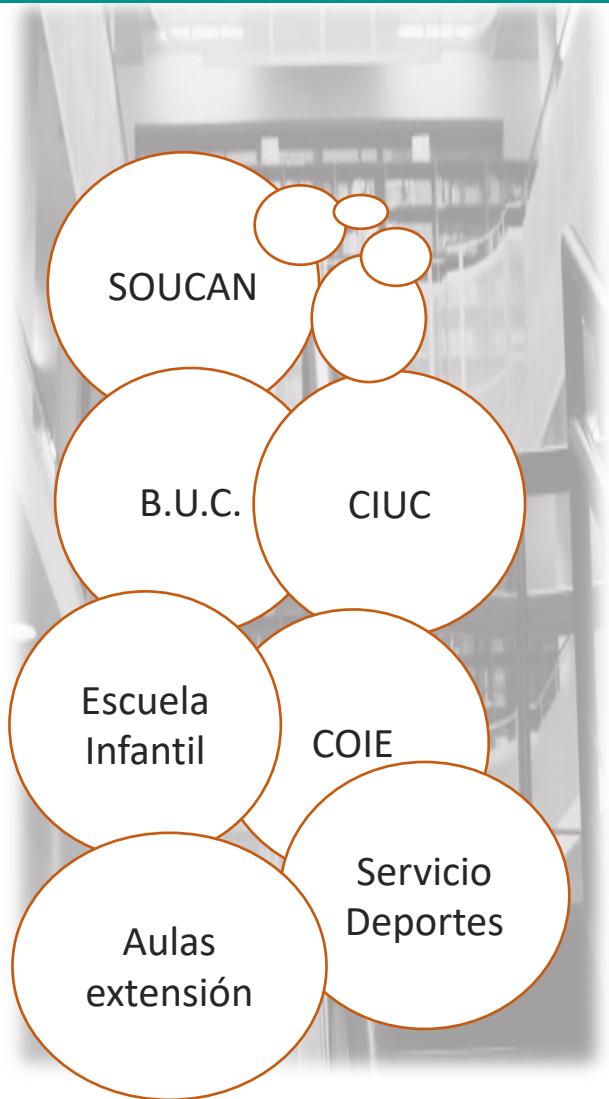 SOUCAN
B.U.C.
CIUC
Escuela
Infantil
COIE
Servicio
Deportes
Aulas
extensión